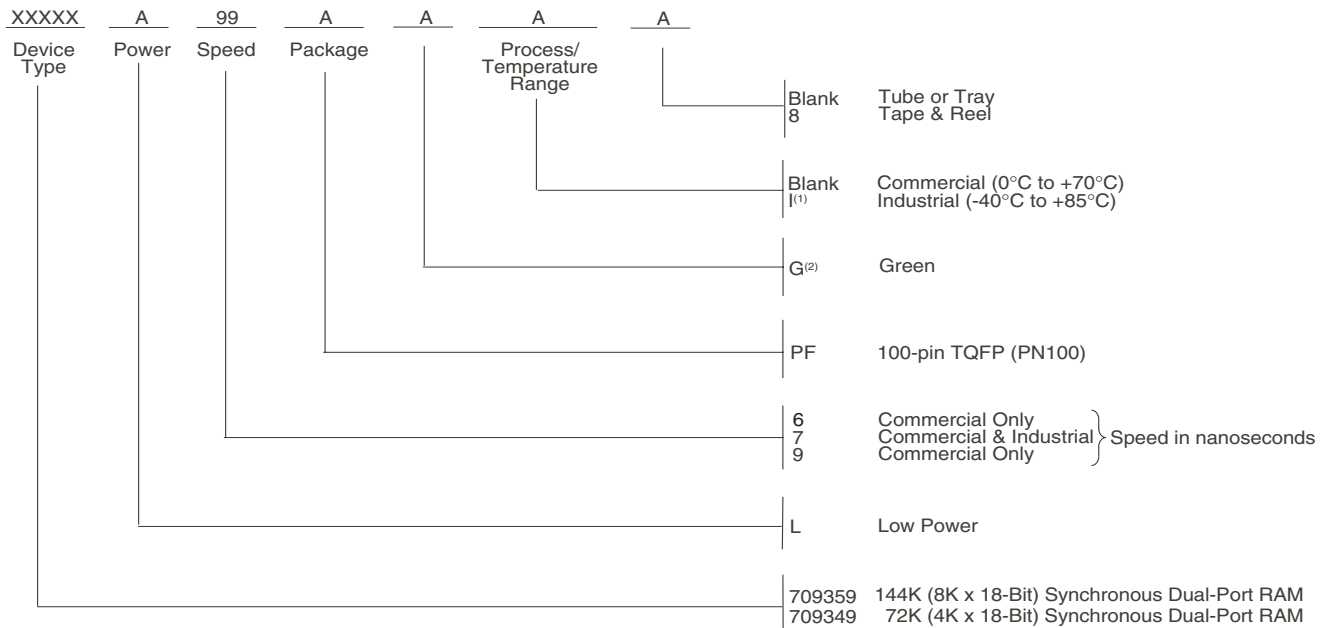 XXXXX A 99 A A A A
Device Type Power Speed Package Process/ Temperature Range
Blank Tube or Tray
8 Tape & Reel
Blank Commercial (0°C to +70°C)
I(1) Industrial (-40°C to +85°C)
G(2) Green
PF 100-pin TQFP (PN100)
6 Commercial Only
7 Commercial & Industrial Speed in nanoseconds
9 Commercial Only
L Low Power
709359 144K (8K x 18-Bit) Synchronous Dual-Port RAM
709349 72K (4K x 18-Bit) Synchronous Dual-Port RAM